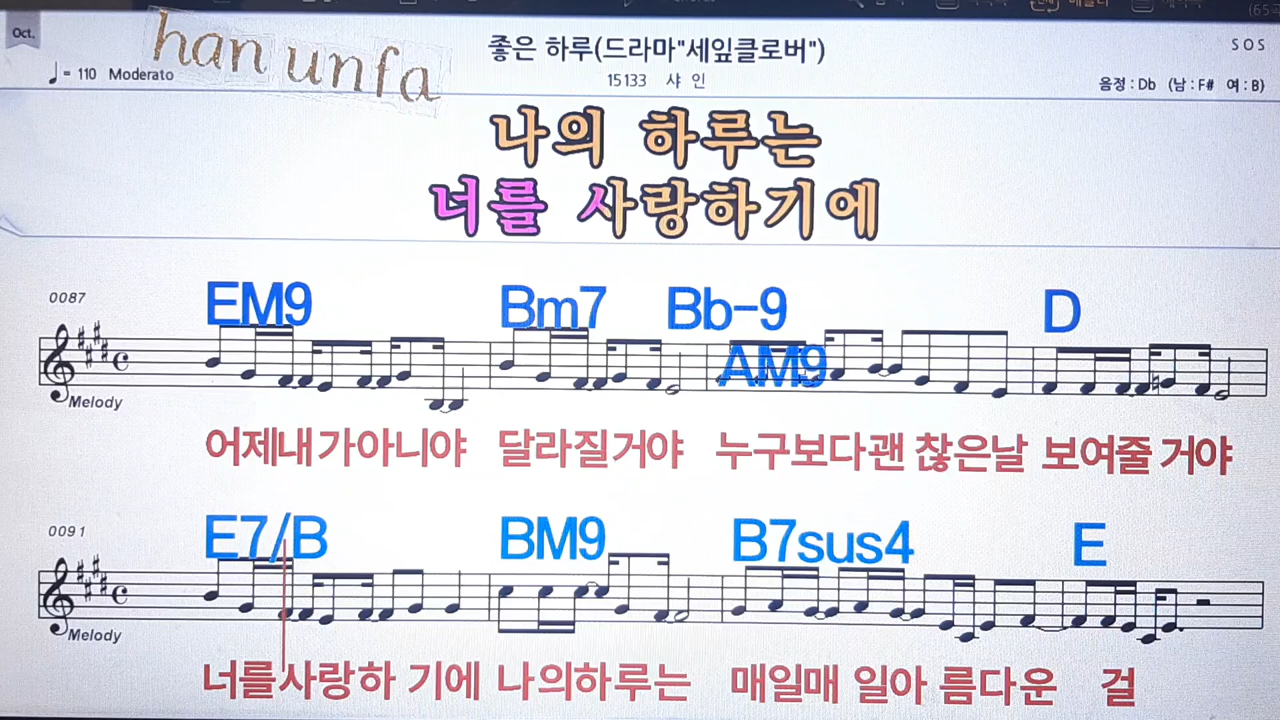 Oct.
han unfa
좋은 하루(드라마"세잎클로버")
SOS
♩= 110 Moderato
15133 샤 인
음정 : Db (남 : F# 여 : B)
나의 하루는
너를 사랑하기에
0087
EM9 Bm7 Bb-9 D
AM9
Melody
어제내가아니야 달라질거야 누구보다괜 찮은날 보여줄 거야
0091
E7/B BM9 B7sus4 E
Melody
너를사랑하 기에 나의하루는 매일매 일아 름다운 걸